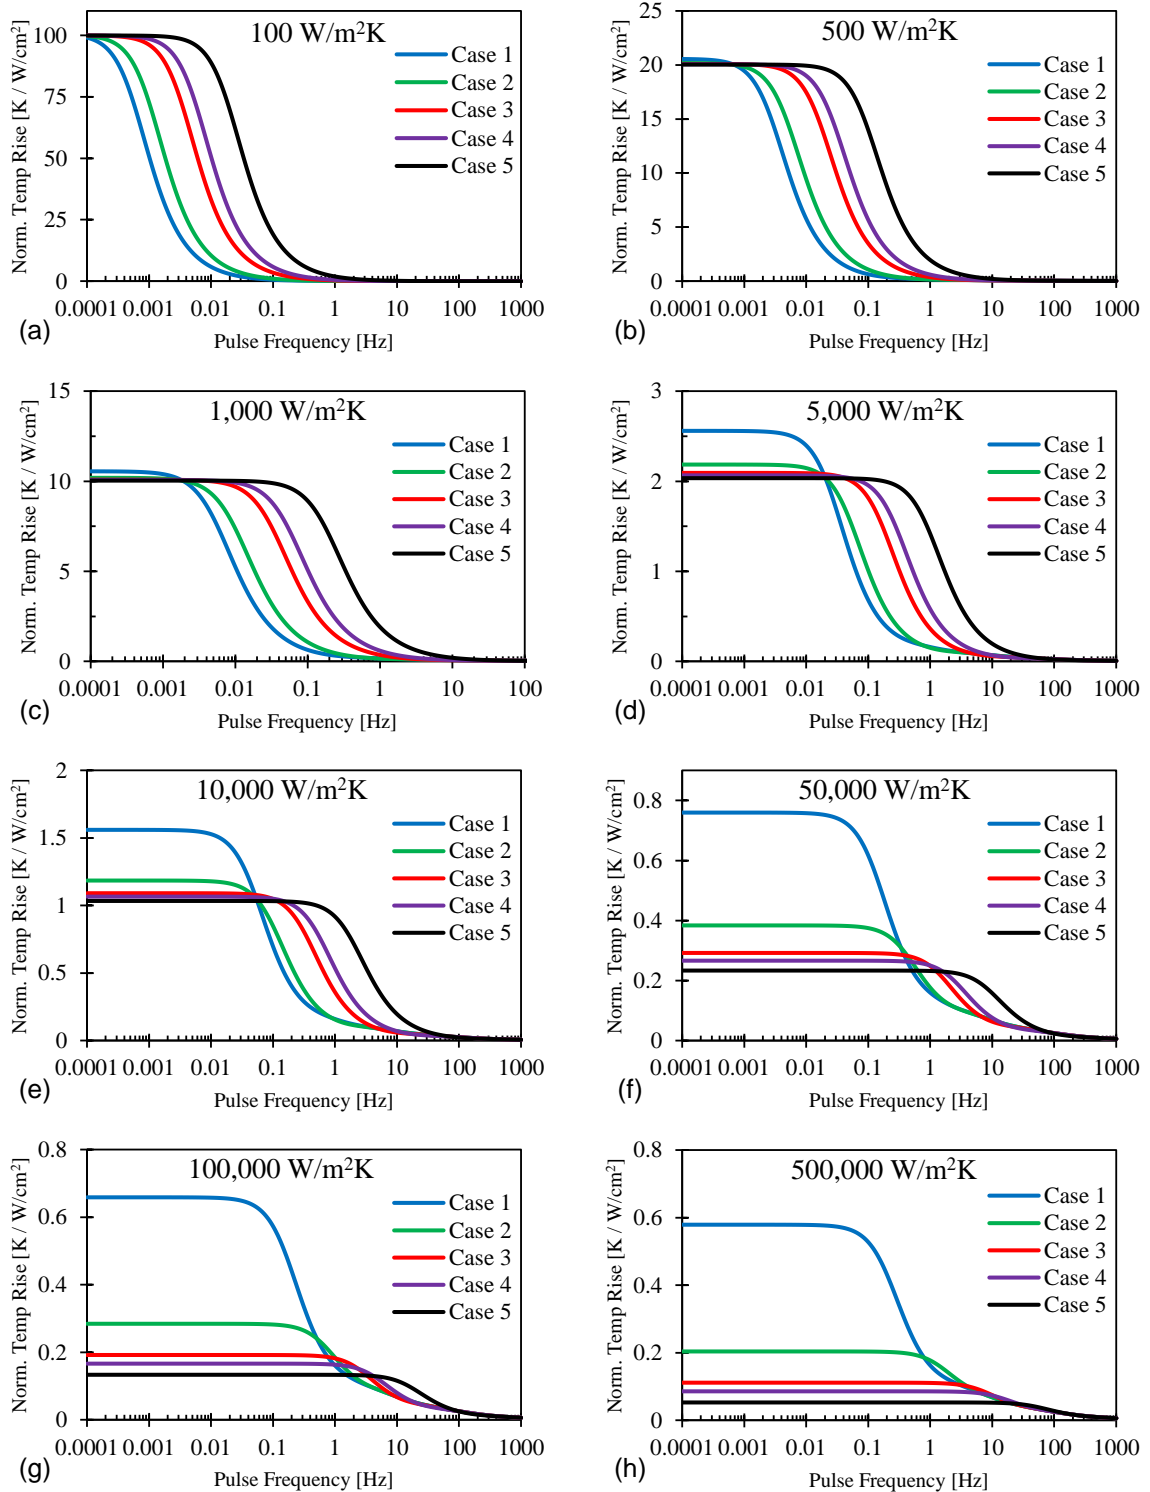 100 W/m²K
Norm. Temp Rise [K / W/cm²]
100
75
50
25
0
Case 1
Case 2
Case 3
Case 4
Case 5
0.0001 0.001 0.01 0.1 1 10 100 1000
(a)
Pulse Frequency [Hz]
500 W/m²K
Norm. Temp Rise [K / W/cm²]
25
20
15
10
5
0
Case 1
Case 2
Case 3
Case 4
Case 5
0.0001 0.001 0.01 0.1 1 10 100 1000
(b)
Pulse Frequency [Hz]
1,000 W/m²K
Norm. Temp Rise [K / W/cm²]
15
10
5
0
Case 1
Case 2
Case 3
Case 4
Case 5
0.0001 0.001 0.01 0.1 1 10 100
(c)
Pulse Frequency [Hz]
5,000 W/m²K
Norm. Temp Rise [K / W/cm²]
3
2
1
0
Case 1
Case 2
Case 3
Case 4
Case 5
0.0001 0.001 0.01 0.1 1 10 100 1000
(d)
Pulse Frequency [Hz]
10,000 W/m²K
Norm. Temp Rise [K / W/cm²]
2
1.5
1
0.5
0
Case 1
Case 2
Case 3
Case 4
Case 5
0.0001 0.001 0.01 0.1 1 10 100 1000
(e)
Pulse Frequency [Hz]
50,000 W/m²K
Norm. Temp Rise [K / W/cm²]
0.8
0.6
0.4
0.2
0
Case 1
Case 2
Case 3
Case 4
Case 5
0.0001 0.001 0.01 0.1 1 10 100 1000
(f)
Pulse Frequency [Hz]
100,000 W/m²K
Norm. Temp Rise [K / W/cm²]
0.8
0.6
0.4
0.2
0
Case 1
Case 2
Case 3
Case 4
Case 5
0.0001 0.001 0.01 0.1 1 10 100 1000
(g)
Pulse Frequency [Hz]
500,000 W/m²K
Norm. Temp Rise [K / W/cm²]
0.8
0.6
0.4
0.2
0
Case 1
Case 2
Case 3
Case 4
Case 5
0.0001 0.001 0.01 0.1 1 10 100 1000
(h)
Pulse Frequency [Hz]